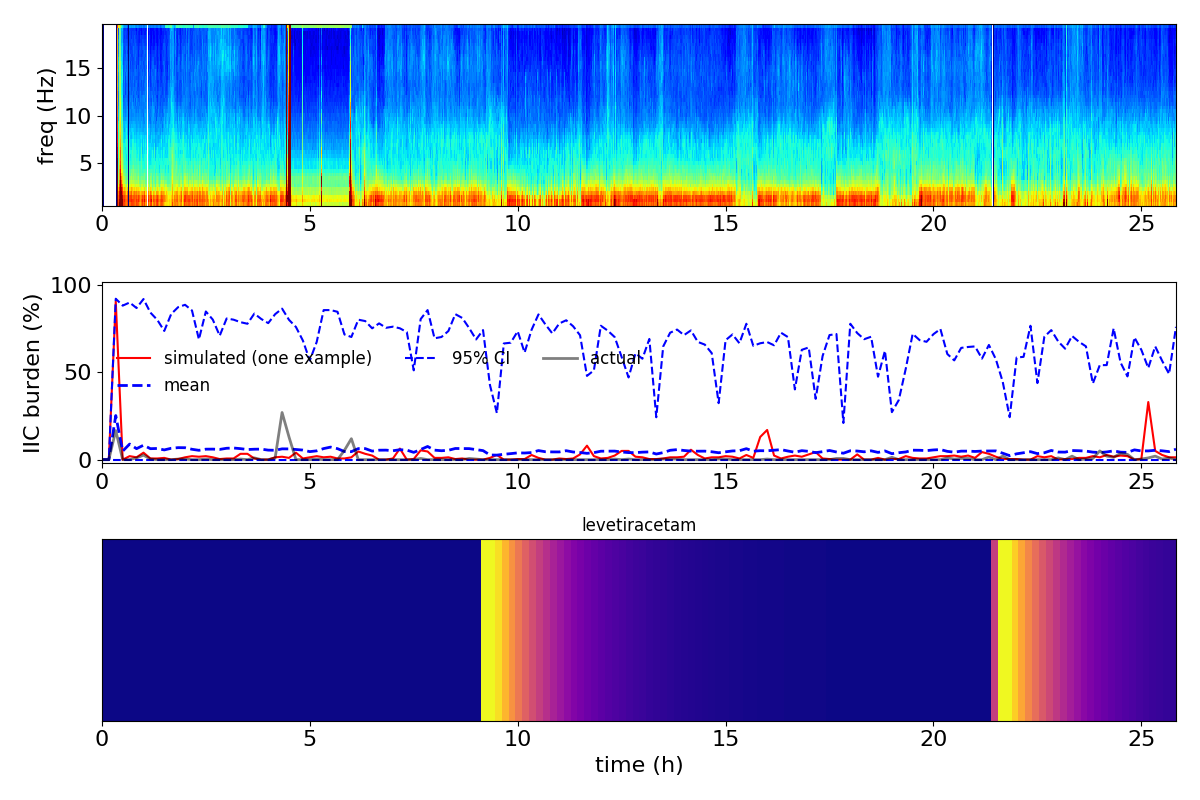 freq (Hz)
15
10
5
0 5 10 15 20 25
IIC burden (%)
100
50
0
simulated (one example) 95% CI actual
mean
0 5 10 15 20 25
levetiracetam
0 5 10 15 20 25
time (h)